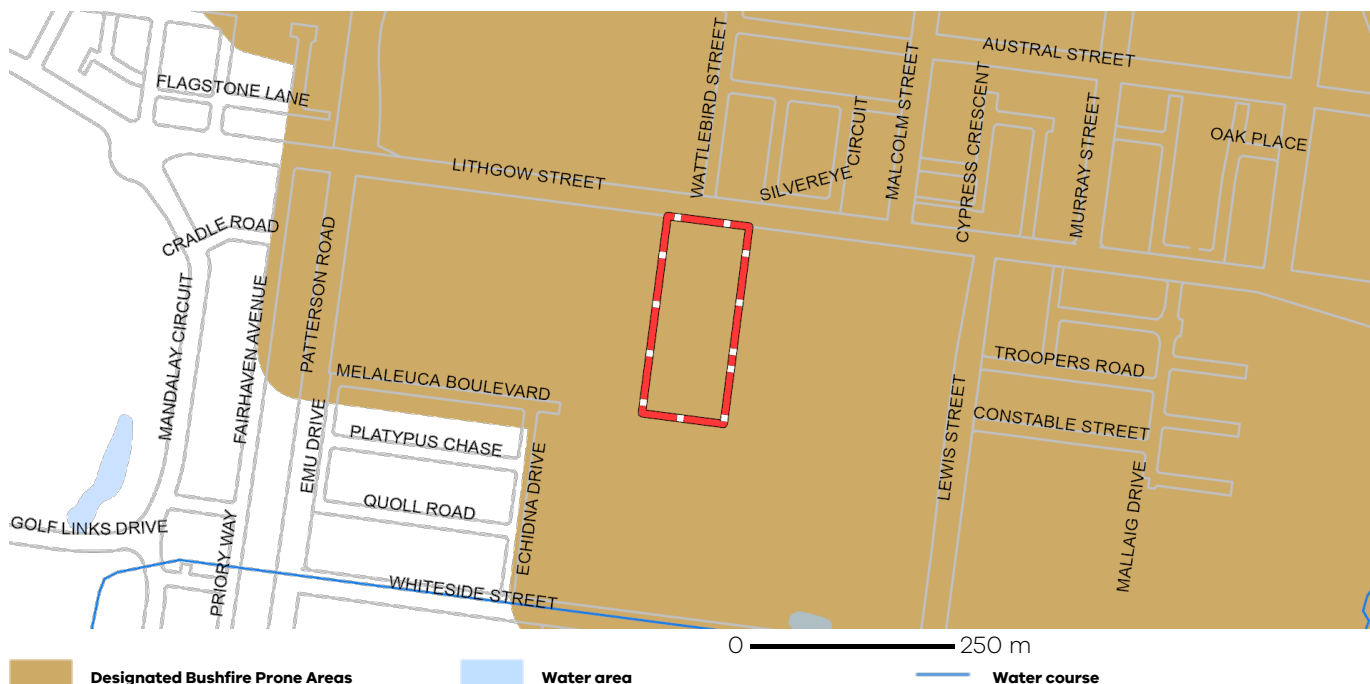 AUSTRAL STREET
FLAGSTONE LANE
WATTLEBIRD STREET
MALCOLM STREET
CYPRESS CRESCENT
MURRAY STREET
OAK PLACE
LITHGOW STREET
SILVEREYE CIRCUIT
CRADLE ROAD
PATTERSON ROAD
MANDALAY CIRCUIT
FAIRHAVEN AVENUE
MELALEUCA BOULEVARD
TROOPERS ROAD
EMU DRIVE
PLATYPUS CHASE
LEWIS STREET
CONSTABLE STREET
QUOLL ROAD
ECHIDNA DRIVE
MALLAIG DRIVE
GOLF LINKS DRIVE
PRIORY WAY
WHITESIDE STREET
0 250 m
Designated Bushfire Prone Areas
Water area
Water course